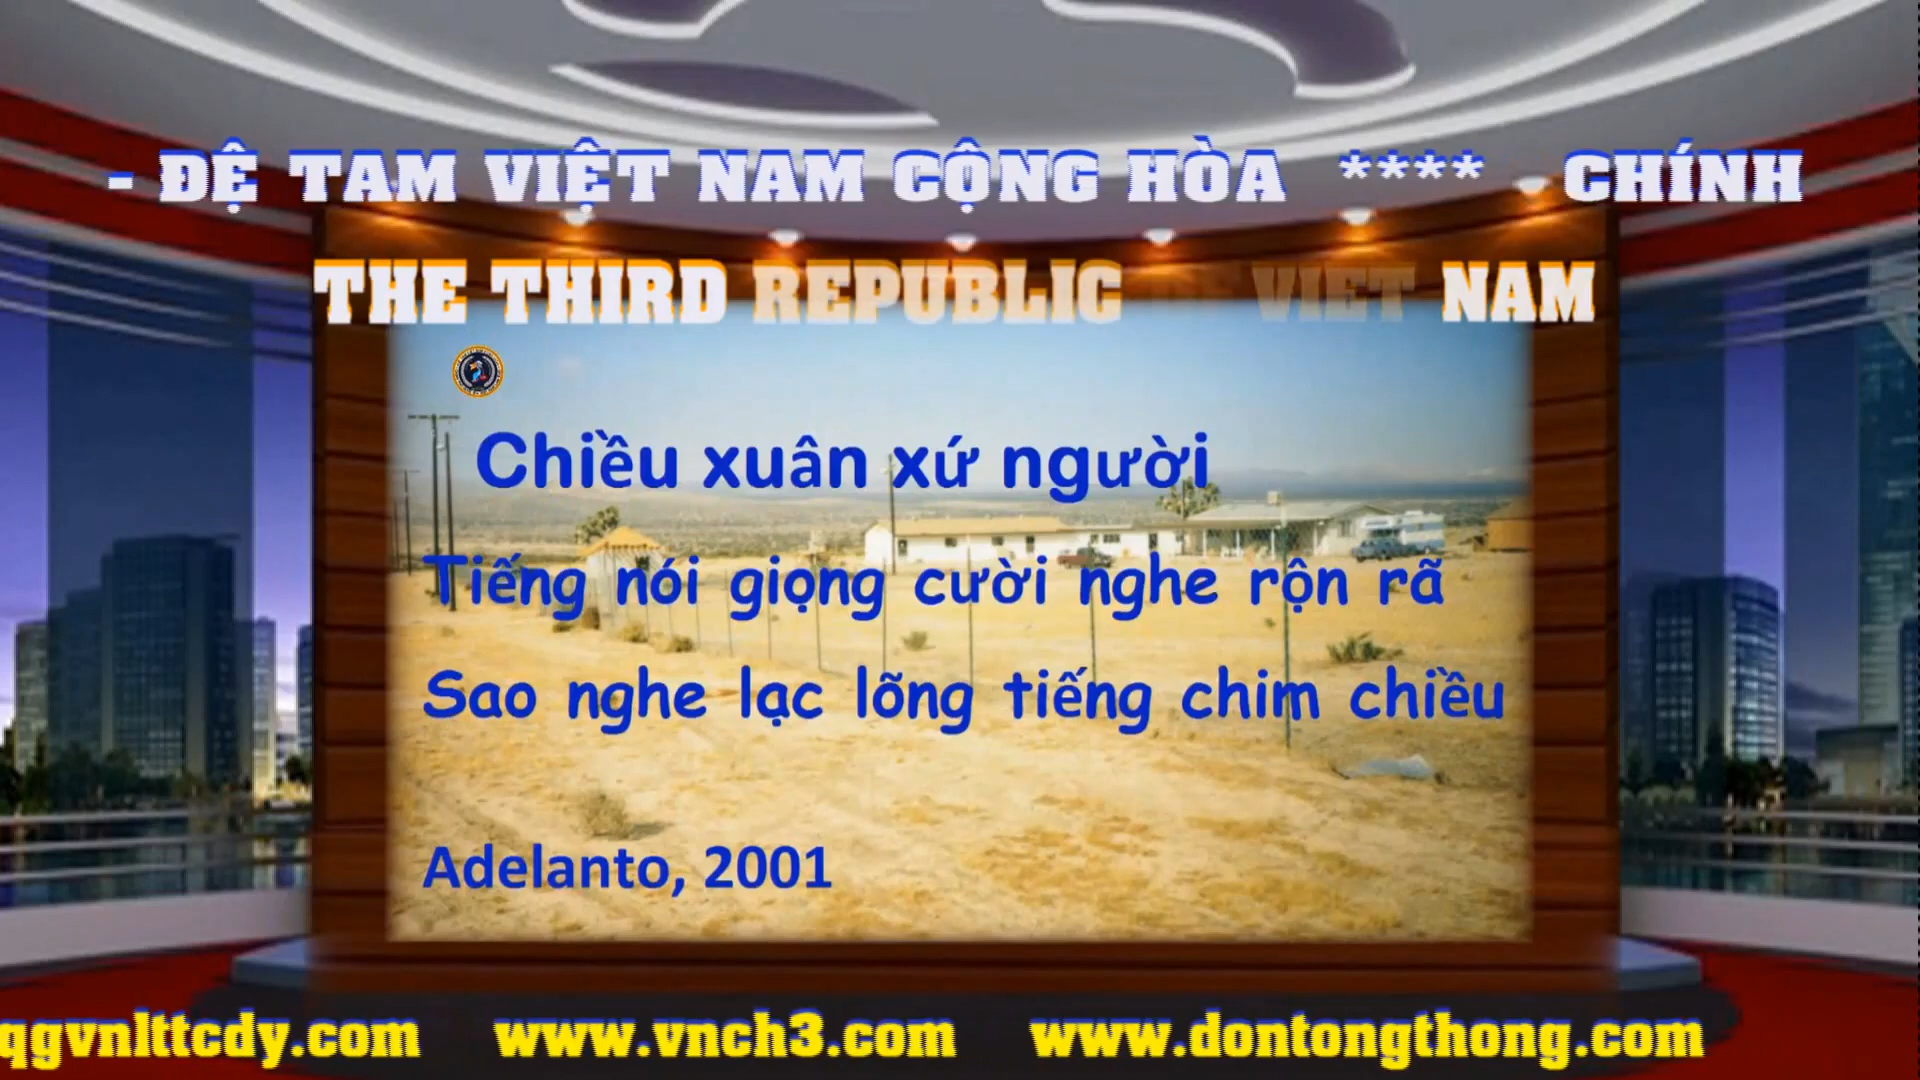 - ĐỆ TAM VIỆT NAM CỘNG HÒA **** - CHÍNH
THE THIRD REPUBLIC OF VIET NAM
Chiều xuân xứ người
Tiếng nói giọng cười nghe rộn rã
Sao nghe lạc lõng tiếng chim chiều
Adelanto, 2001
qgvnlttcdy.com www.vnch3.com www.dontongthong.com